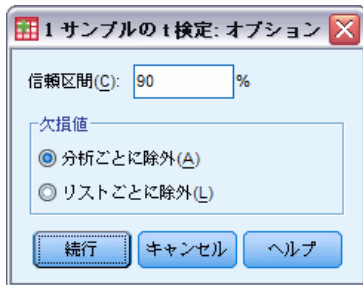 1 サンプルの t 検定: オプション
信頼区間(C): 90 %
欠損値
分析ごとに除外(A)
リストごとに除外(L)
続行 キャンセル ヘルプ